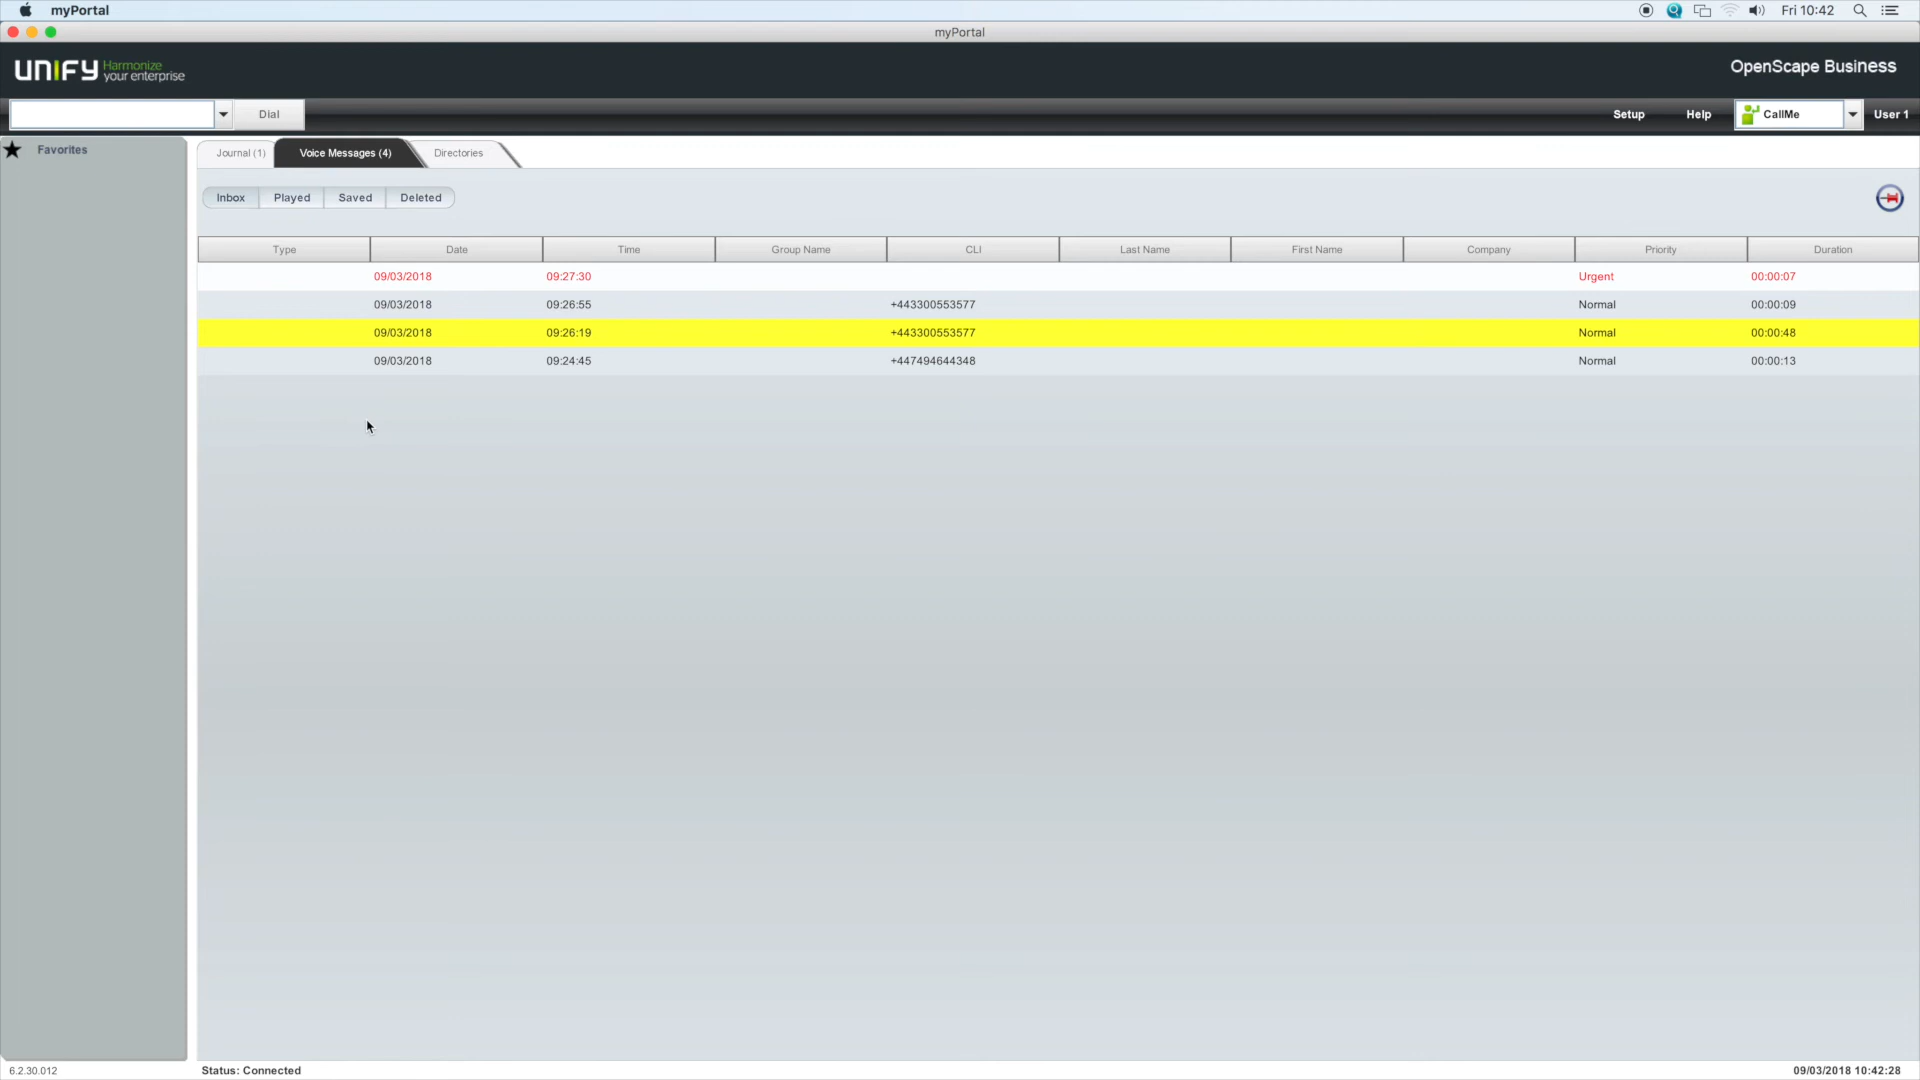 myPortal
Fri 10:42
myPortal
UNIFY Harmonize your enterprise
OpenScape Business
Dial
Setup
Help
CallMe
User 1
Favorites
Journal (1)
Voice Messages (4)
Directories
Inbox
Played
Saved
Deleted
Type Date Time Group Name CLI Last Name First Name Company Priority Duration
09/03/2018 09:27:30 Urgent 00:00:07
09/03/2018 09:26:55 +443300553577 Normal 00:00:09
09/03/2018 09:26:19 +443300553577 Normal 00:00:48
09/03/2018 09:24:45 +447494644348 Normal 00:00:13
6.2.30.012
Status: Connected
09/03/2018 10:42:28